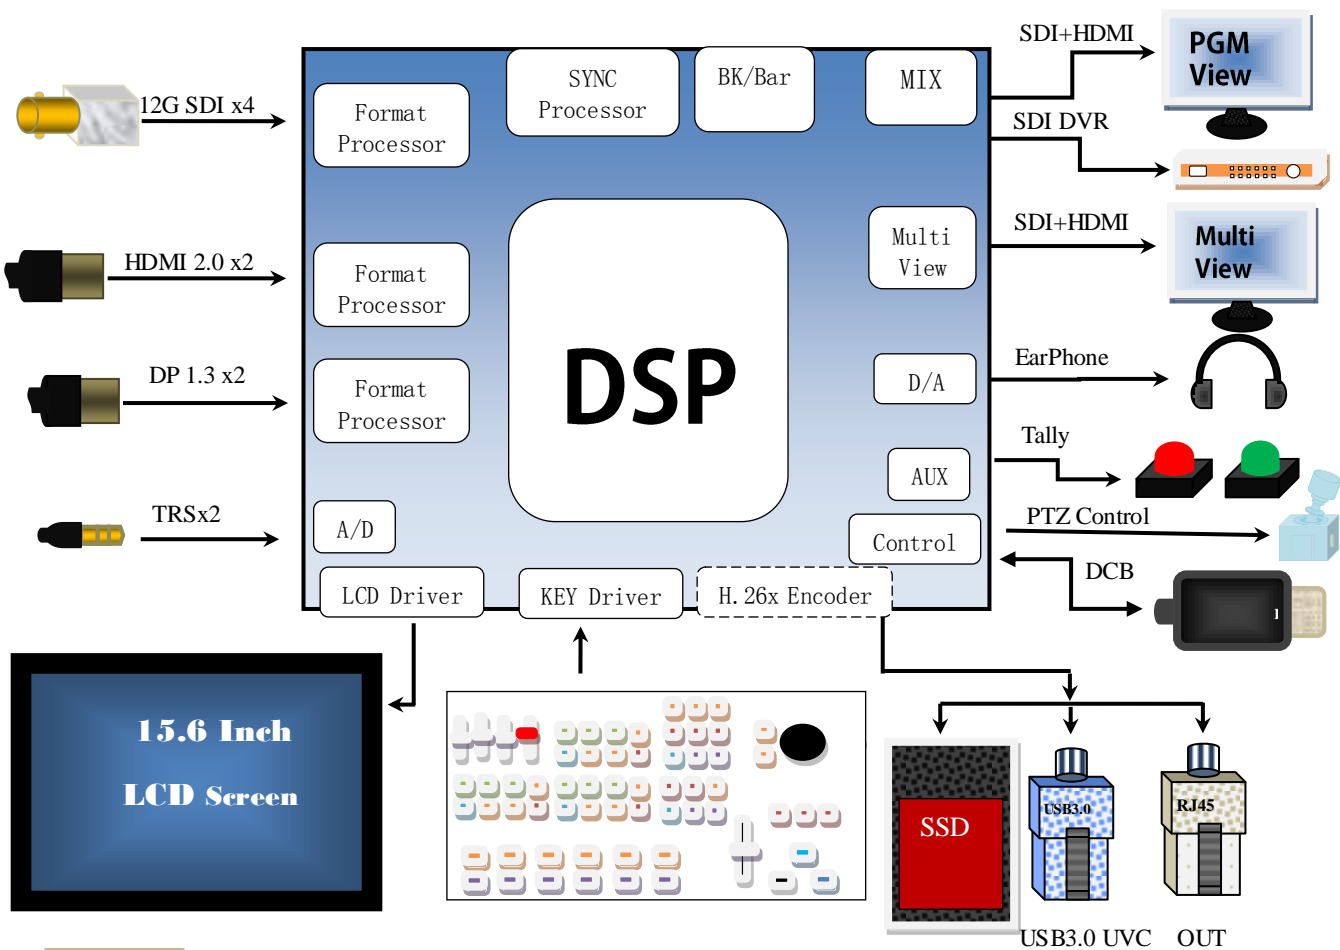 SDI+HDMI
PGM
View
SYNC
Processor
BK/Bar
MIX
12G SDI x4
Format
Processor
SDI DVR
Multi
View
SDI+HDMI
Multi
View
HDMI 2.0 x2
Format
Processor
DSP
EarPhone
DP 1.3 x2
Format
Processor
D/A
Tally
AUX
TRSx2
A/D
PTZ Control
Control
DCB
LCD Driver
KEY Driver
H.26x Encoder
15.6 Inch
LCD Screen
SSD
USB3.0
RJ45
USB3.0 UVC
OUT